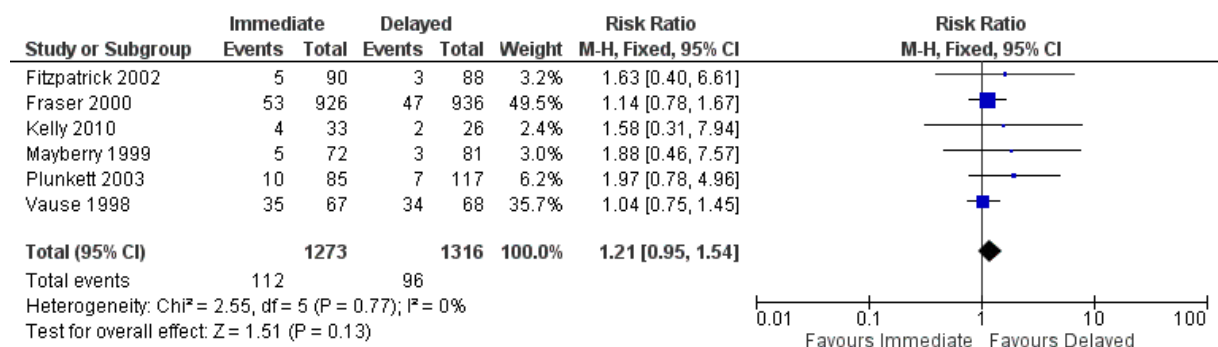 Immediate Delayed Risk Ratio Risk Ratio
Study or Subgroup Events Total Events Total Weight M-H, Fixed, 95% CI M-H, Fixed, 95% CI
Fitzpatrick 2002 5 90 3 88 3.2% 1.63 [0.40, 6.61]
Fraser 2000 53 926 47 936 49.5% 1.14 [0.78, 1.67]
Kelly 2010 4 33 2 26 2.4% 1.58 [0.31, 7.94]
Mayberry 1999 5 72 3 81 3.0% 1.88 [0.46, 7.57]
Plunkett 2003 10 85 7 117 6.2% 1.97 [0.78, 4.96]
Vause 1998 35 67 34 68 35.7% 1.04 [0.75, 1.45]
Total (95% CI) 1273 1316 100.0% 1.21 [0.95, 1.54]
Total events 112 96
Heterogeneity: Chi² = 2.55, df = 5 (P = 0.77); I² = 0%
Test for overall effect: Z = 1.51 (P = 0.13)
0.01 0.1 1 10 100
Favours Immediate Favours Delayed